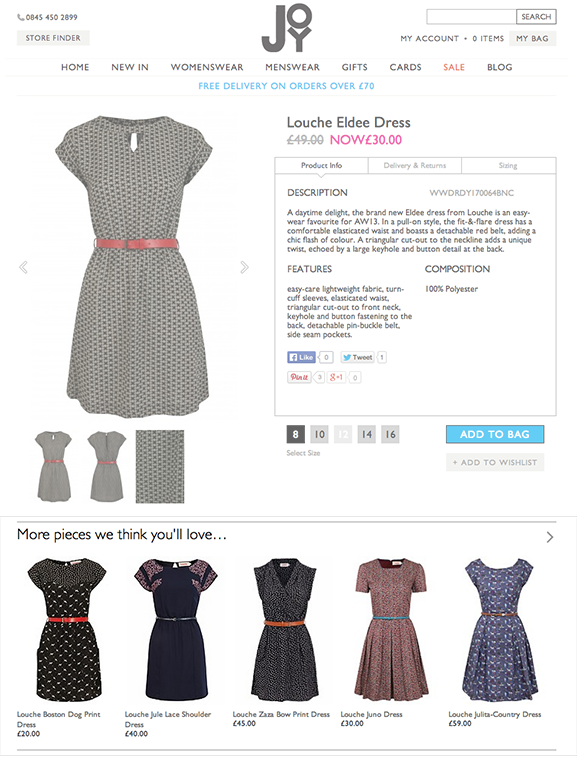 0845 450 2899
STORE FINDER
JOY
SEARCH
MY ACCOUNT • 0 ITEMS MY BAG
HOME NEW IN WOMENSWEAR MENSWEAR GIFTS CARDS SALE BLOG
FREE DELIVERY ON ORDERS OVER £70
Louche Eldee Dress
£49.00 NOW£30.00
Product Info Delivery & Returns Sizing
DESCRIPTION WWDRDY170064BNC
A daytime delight, the brand new Eldee dress from Louche is an easy-
wear favourite for AW13. In a pull-on style, the fit-&-flare dress has a
comfortable elasticated waist and boasts a detachable red belt, adding a
chic flash of colour. A triangular cut-out to the neckline adds a unique
twist, echoed by a large keyhole and button detail at the back.
FEATURES
easy-care lightweight fabric, turn-
cuff sleeves, elasticated waist,
triangular cut-out to front neck,
keyhole and button fastening to the
back, detachable pin-buckle belt,
side seam pockets.
COMPOSITION
100% Polyester
Like 0 Tweet 1
Pinit 3 +1 0
8 10 12 14 16
Select Size
ADD TO BAG
+ ADD TO WISHLIST
More pieces we think you'll love...
Louche Boston Dog Print
Dress
£20.00
Louche Jule Lace Shoulder
Dress
£40.00
Louche Zaza Bow Print Dress
£45.00
Louche Juno Dress
£30.00
Louche Julita-Country Dress
£59.00